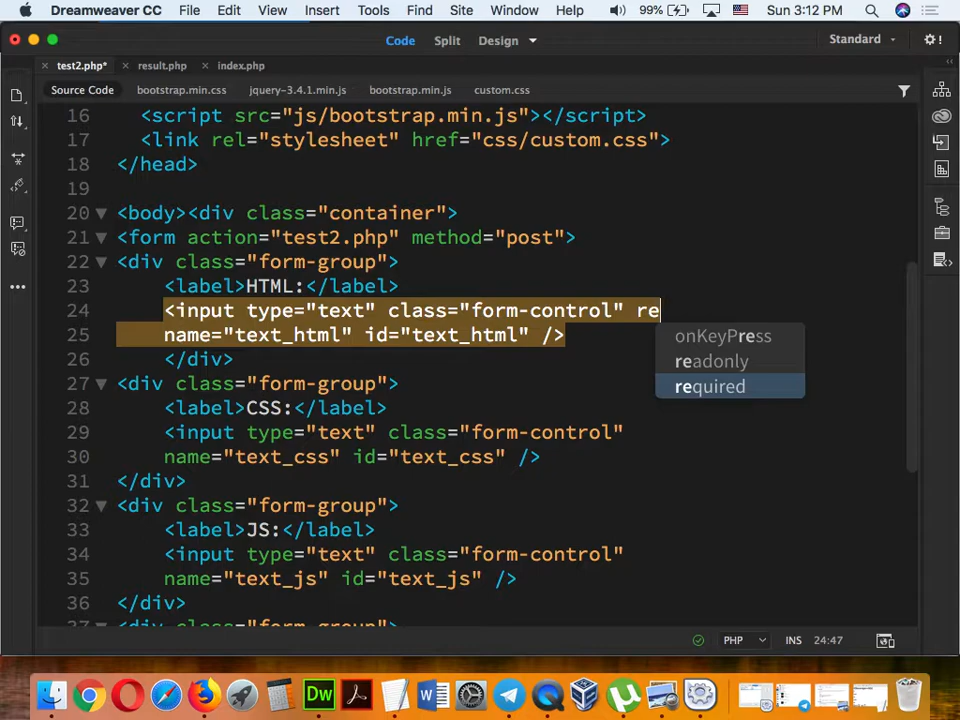 Dreamweaver CC File Edit View Insert Tools Find Site Window Help 99% Sun 3:12 PM
Code Split Design Standard
test2.php* result.php index.php
Source Code bootstrap.min.css jquery-3.4.1.min.js bootstrap.min.js custom.css
16 <script src="js/bootstrap.min.js"></script>
17 <link rel="stylesheet" href="css/custom.css">
18 </head>
19
20 <body><div class="container">
21 <form action="test2.php" method="post">
22 <div class="form-group">
23 <label>HTML:</label>
24 <input type="text" class="form-control" re
25 name="text_html" id="text_html" />
onKeyPress
readonly
required
26 </div>
27 <div class="form-group">
28 <label>CSS:</label>
29 <input type="text" class="form-control"
30 name="text_css" id="text_css" />
31 </div>
32 <div class="form-group">
33 <label>JS:</label>
34 <input type="text" class="form-control"
35 name="text_js" id="text_js" />
36 </div>
37 <div class="form-group">
PHP INS 24:47
Dw W